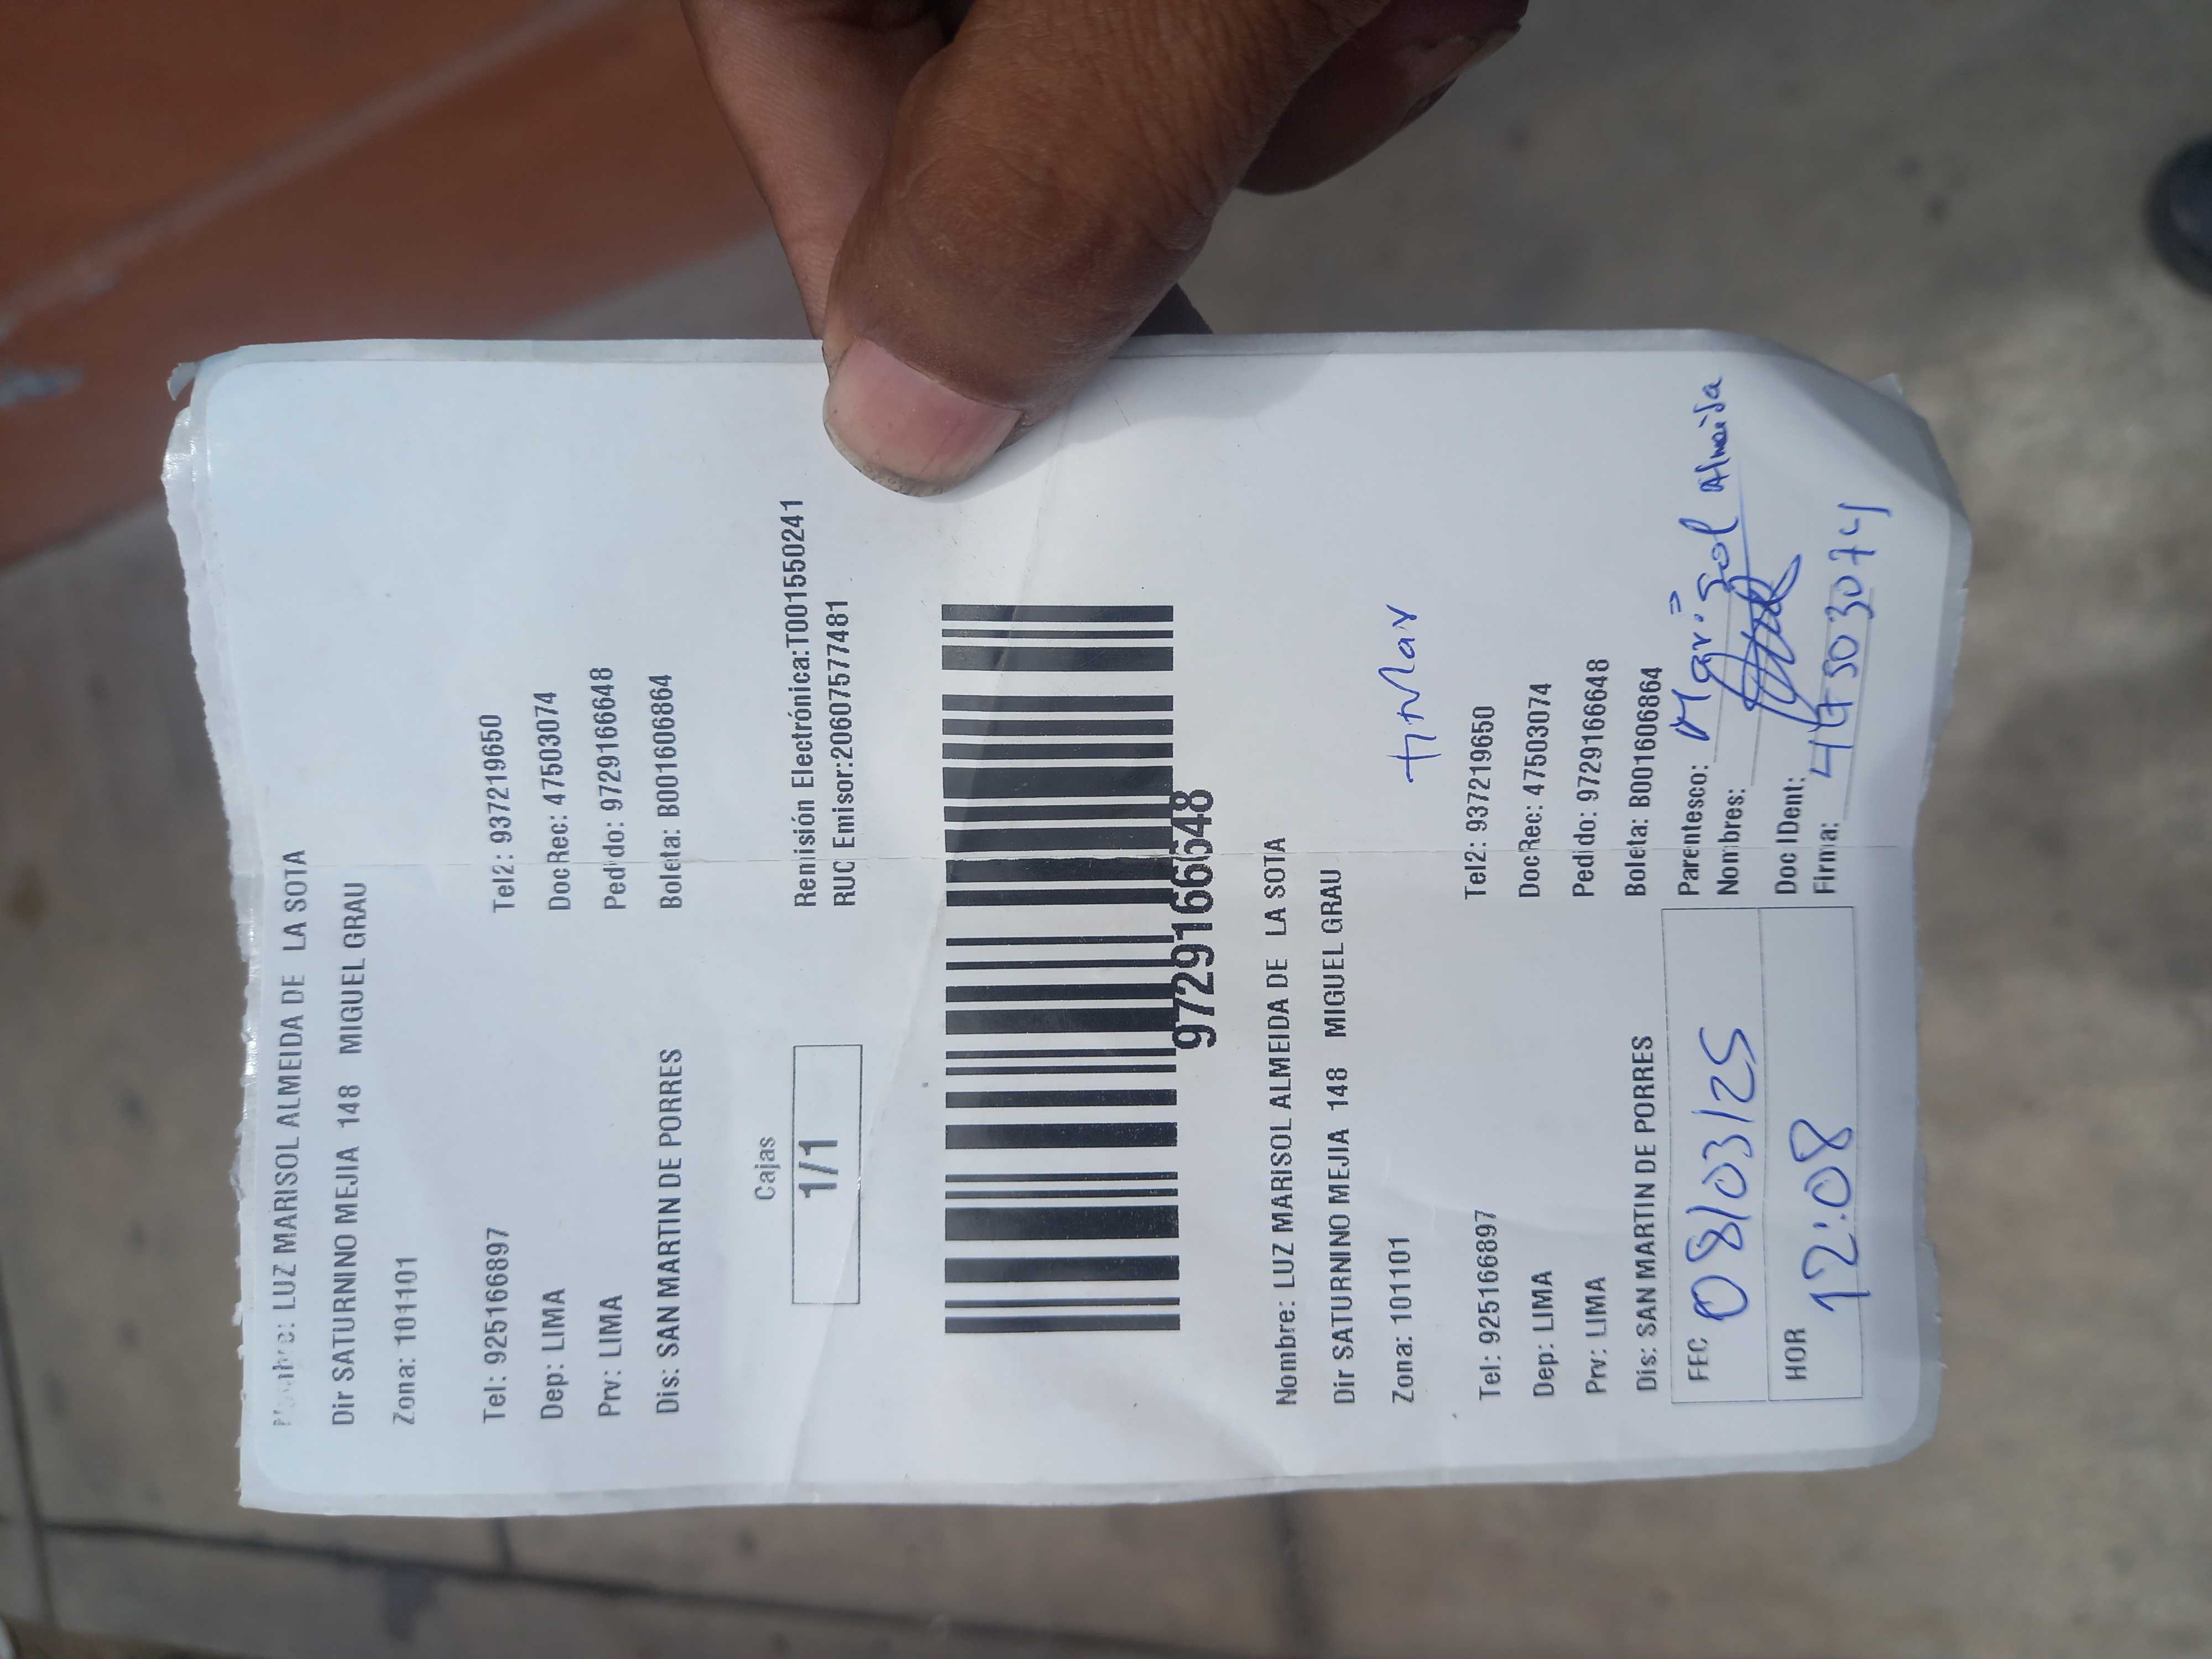 Nombre: LUZ MARISOL ALMEIDA DE LA SOTA
Dir SATURNINO MEJIA 148 MIGUEL GRAU
Zona: 101101
Tel: 925166897 Tel2: 937219650
Dep: LIMA DocRec: 47503074
Prv: LIMA Pedido: 972916648
Dis: SAN MARTIN DE PORRES Boleta: B001606864
Cajas
1/1
Remisión Electrónica:T001550241
RUC Emisor:20607577481
9729166648
Nombre: LUZ MARISOL ALMEIDA DE LA SOTA
Dir SATURNINO MEJIA 148 MIGUEL GRAU
Zona: 101101
Tel: 925166897 Tel2: 937219650
Dep: LIMA DocRec: 47503074
Prv: LIMA Pedido: 9729166648
Dis: SAN MARTIN DE PORRES Boleta: B001606864
FEC 08/03/25
Parentesco: Marisol
Nombres:
HOR 12:08
Doc IDent: 47503074
Firma: